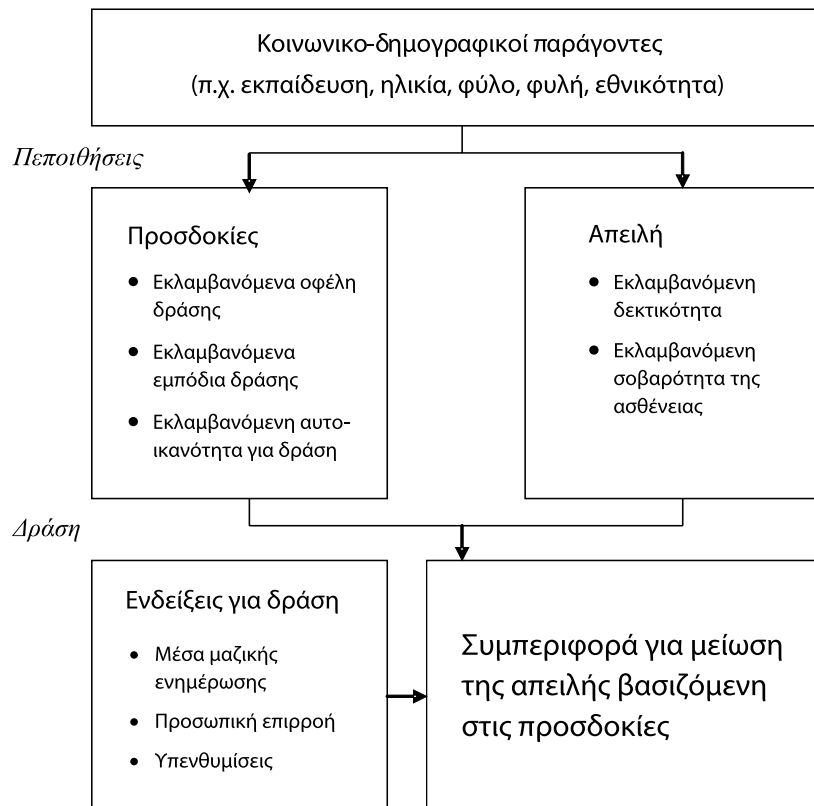 Κοινωνικο-δημογραφικοί παράγοντες
(π.χ. εκπαίδευση, ηλικία, φύλο, φυλή, εθνικότητα)
Πεποιθήσεις
Προσδοκίες
• Εκλαμβανόμενα οφέλη
δράσης
• Εκλαμβανόμενα
εμπόδια δράσης
• Εκλαμβανόμενη αυτο-
ικανότητα για δράση
Απειλή
• Εκλαμβανόμενη
δεκτικότητα
• Εκλαμβανόμενη
σοβαρότητα της
ασθένειας
Δράση
Ενδείξεις για δράση
• Μέσα μαζικής
ενημέρωσης
• Προσωπική επιρροή
• Υπενθυμίσεις
Συμπεριφορά για μείωση
της απειλής βασιζόμενη
στις προσδοκίες